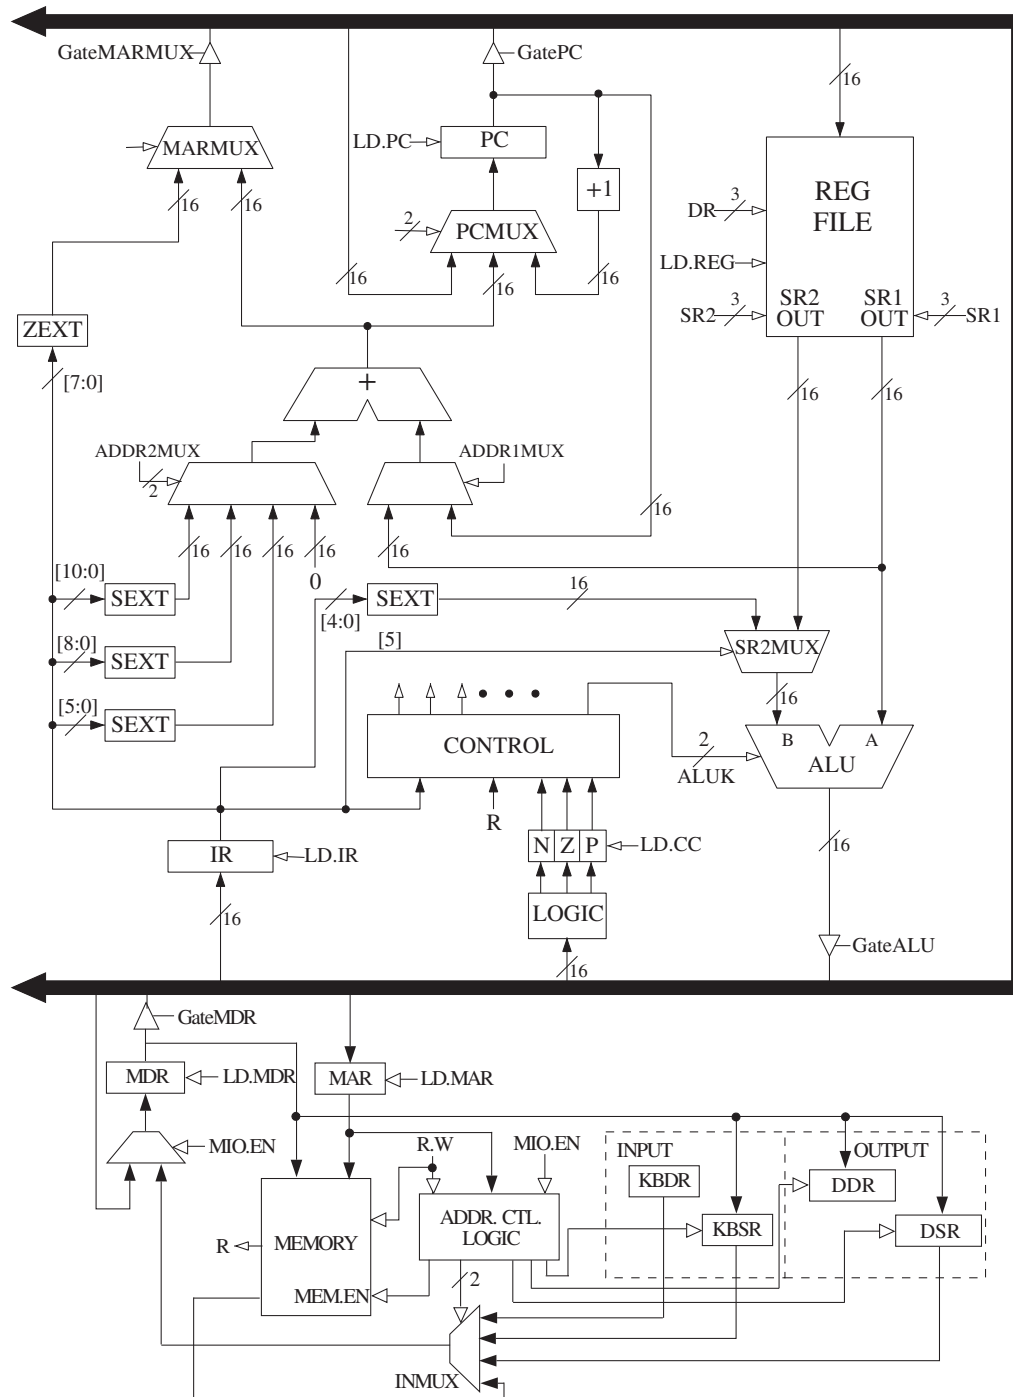 GateMARMUX
GatePC
16
MARMUX
LD.PC
PC
+1
REG
FILE
DR
3
16
16
2
PCMUX
LD.REG
16
16
16
SR2
3
SR2
OUT
SR1
OUT
3
SR1
ZEXT
[7:0]
+
16
16
ADDR2MUX
2
ADDR1MUX
16
16
16
16
16
16
0
[10:0]
SEXT
[4:0]
SEXT
16
[8:0]
SEXT
[5]
SR2MUX
16
[5:0]
SEXT
CONTROL
2
ALUK
B
A
ALU
R
IR
LD.IR
N
Z
P
LD.CC
16
16
LOGIC
16
GateALU
GateMDR
MDR
LD.MDR
MAR
LD.MAR
MIO.EN
R.W
MIO.EN
INPUT
OUTPUT
KBDR
DDR
R
MEMORY
ADDR. CTL.
LOGIC
KBSR
DSR
MEM.EN
2
INMUX